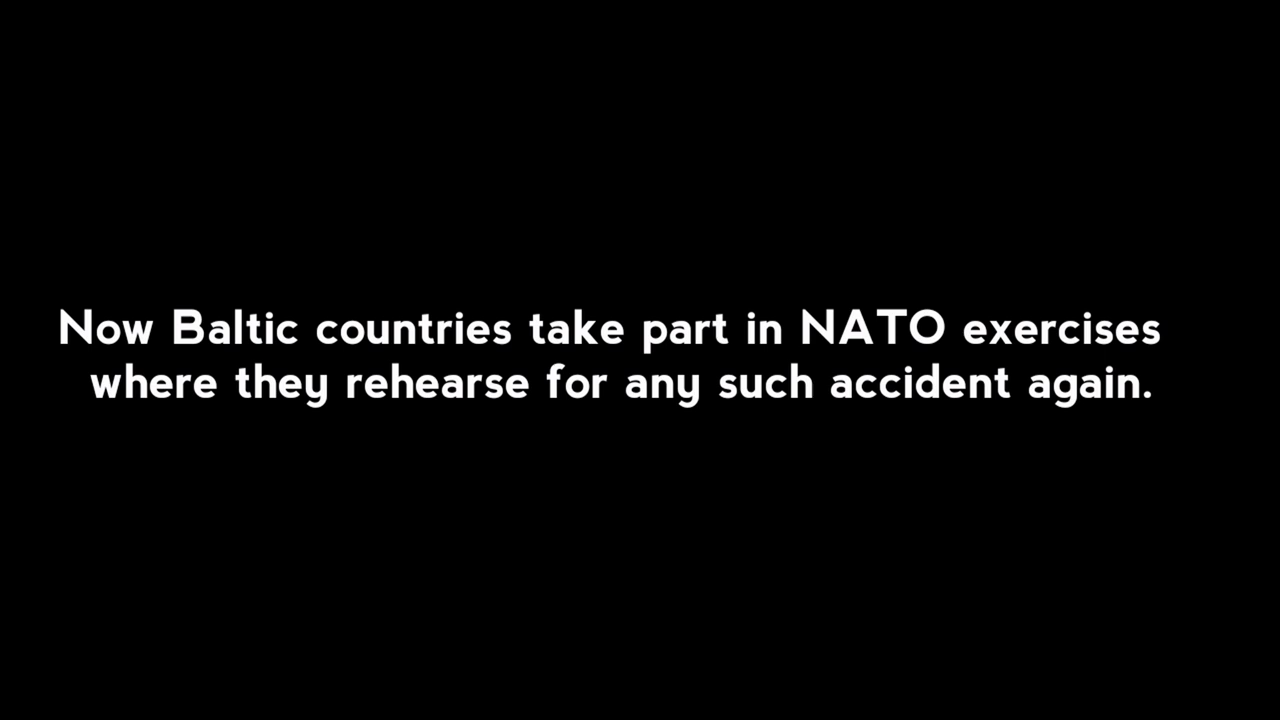 Now Baltic countries take part in NATO exercises
where they rehearse for any such accident again.